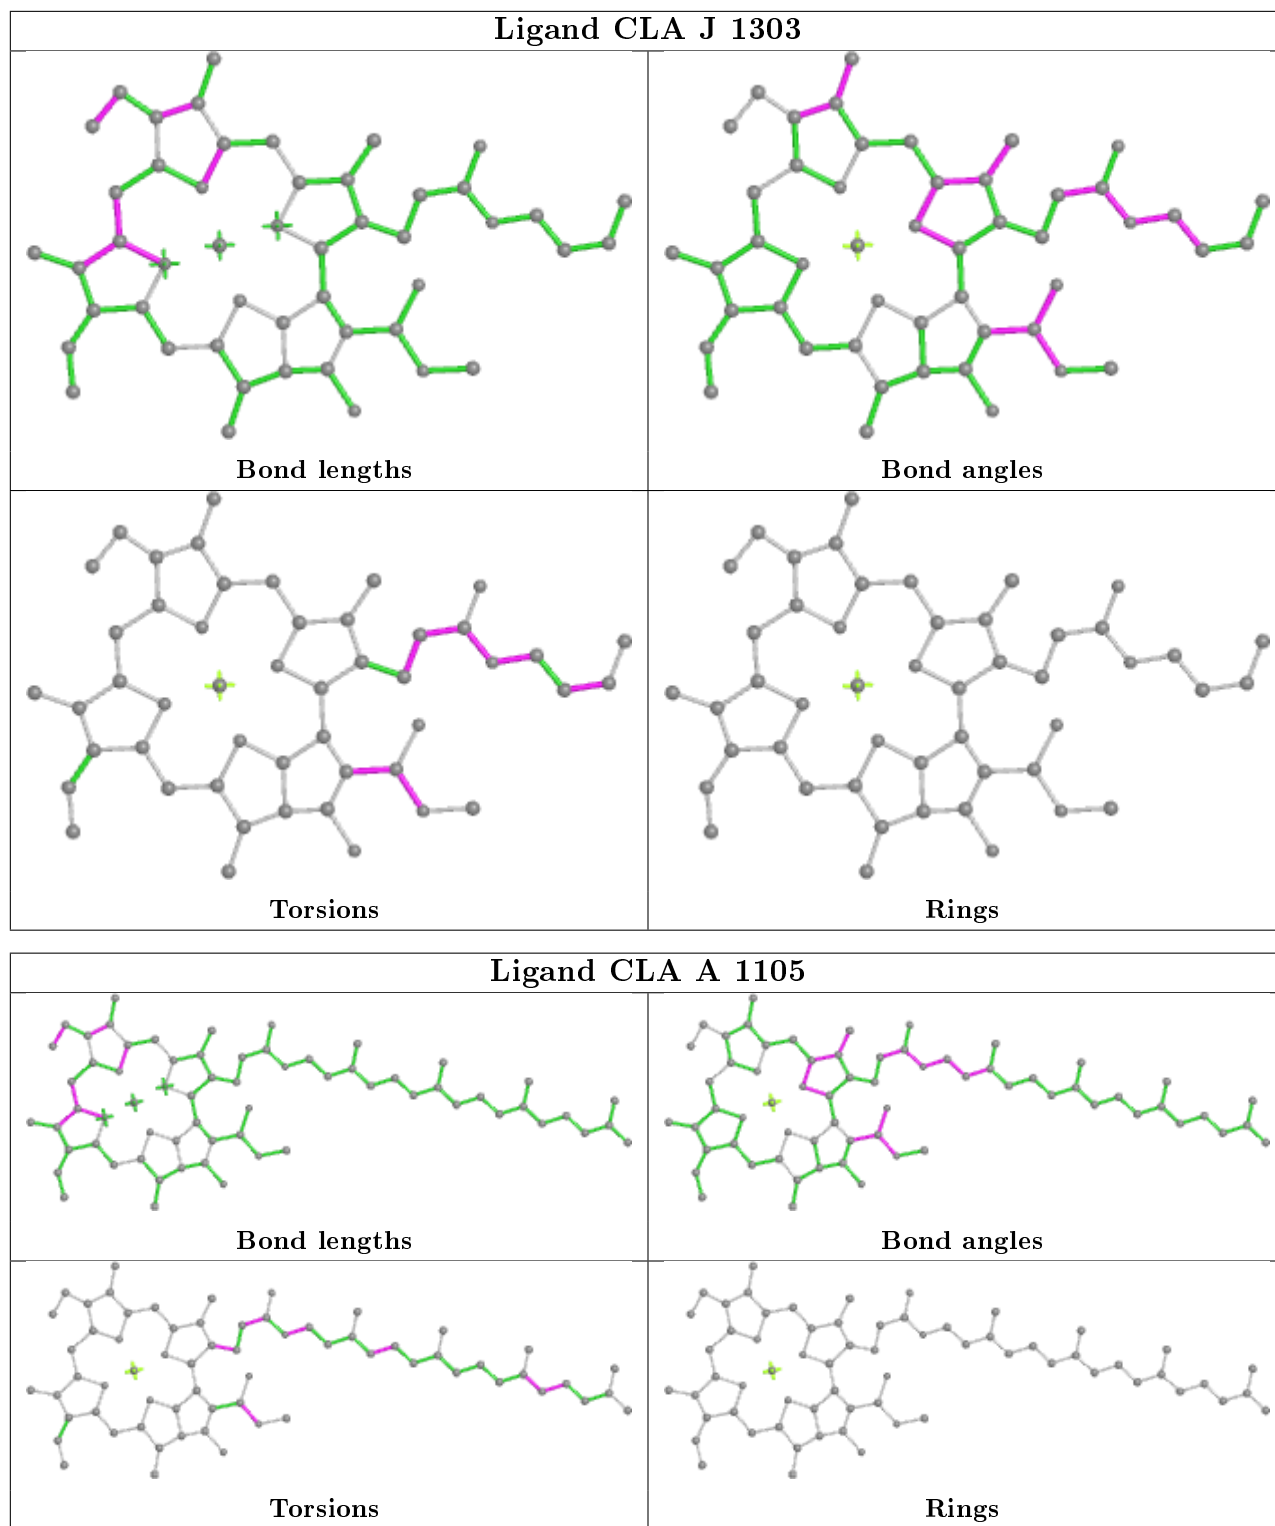 Ligand CLA J 1303
Bond lengths
Bond angles
Torsions
Rings
Ligand CLA A 1105
Bond lengths
Bond angles
Torsions
Rings